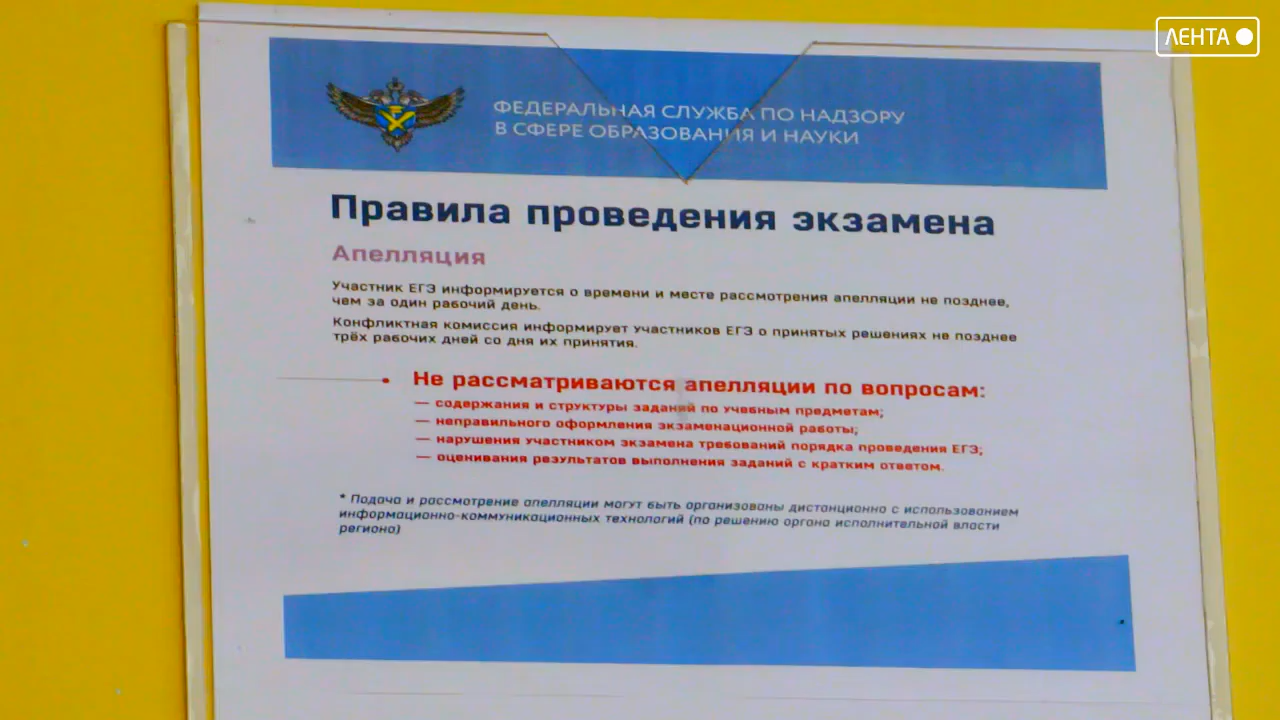 ЛЕНТА
ФЕДЕРАЛЬНАЯ СЛУЖБА ПО НАДЗОРУ
В СФЕРЕ ОБРАЗОВАНИЯ И НАУКИ
Правила проведения экзамена
Апелляция
Участник ЕГЭ информируется о времени и месте рассмотрения апелляции не позднее,
чем за один рабочий день.
Конфликтная комиссия информирует участников ЕГЭ о принятых решениях не позднее
трёх рабочих дней со дня их принятия.
Не рассматриваются апелляции по вопросам:
— содержания и структуры заданий по учебным предметам;
— неправильного оформления экзаменационной работы;
— нарушения участником экзамена требований порядка проведения ЕГЭ;
— оценивания результатов выполнения заданий с кратким ответом.
* Подача и рассмотрение апелляции могут быть организованы дистанционно с использованием
информационно-коммуникационных технологий (по решению органа исполнительной власти
региона)